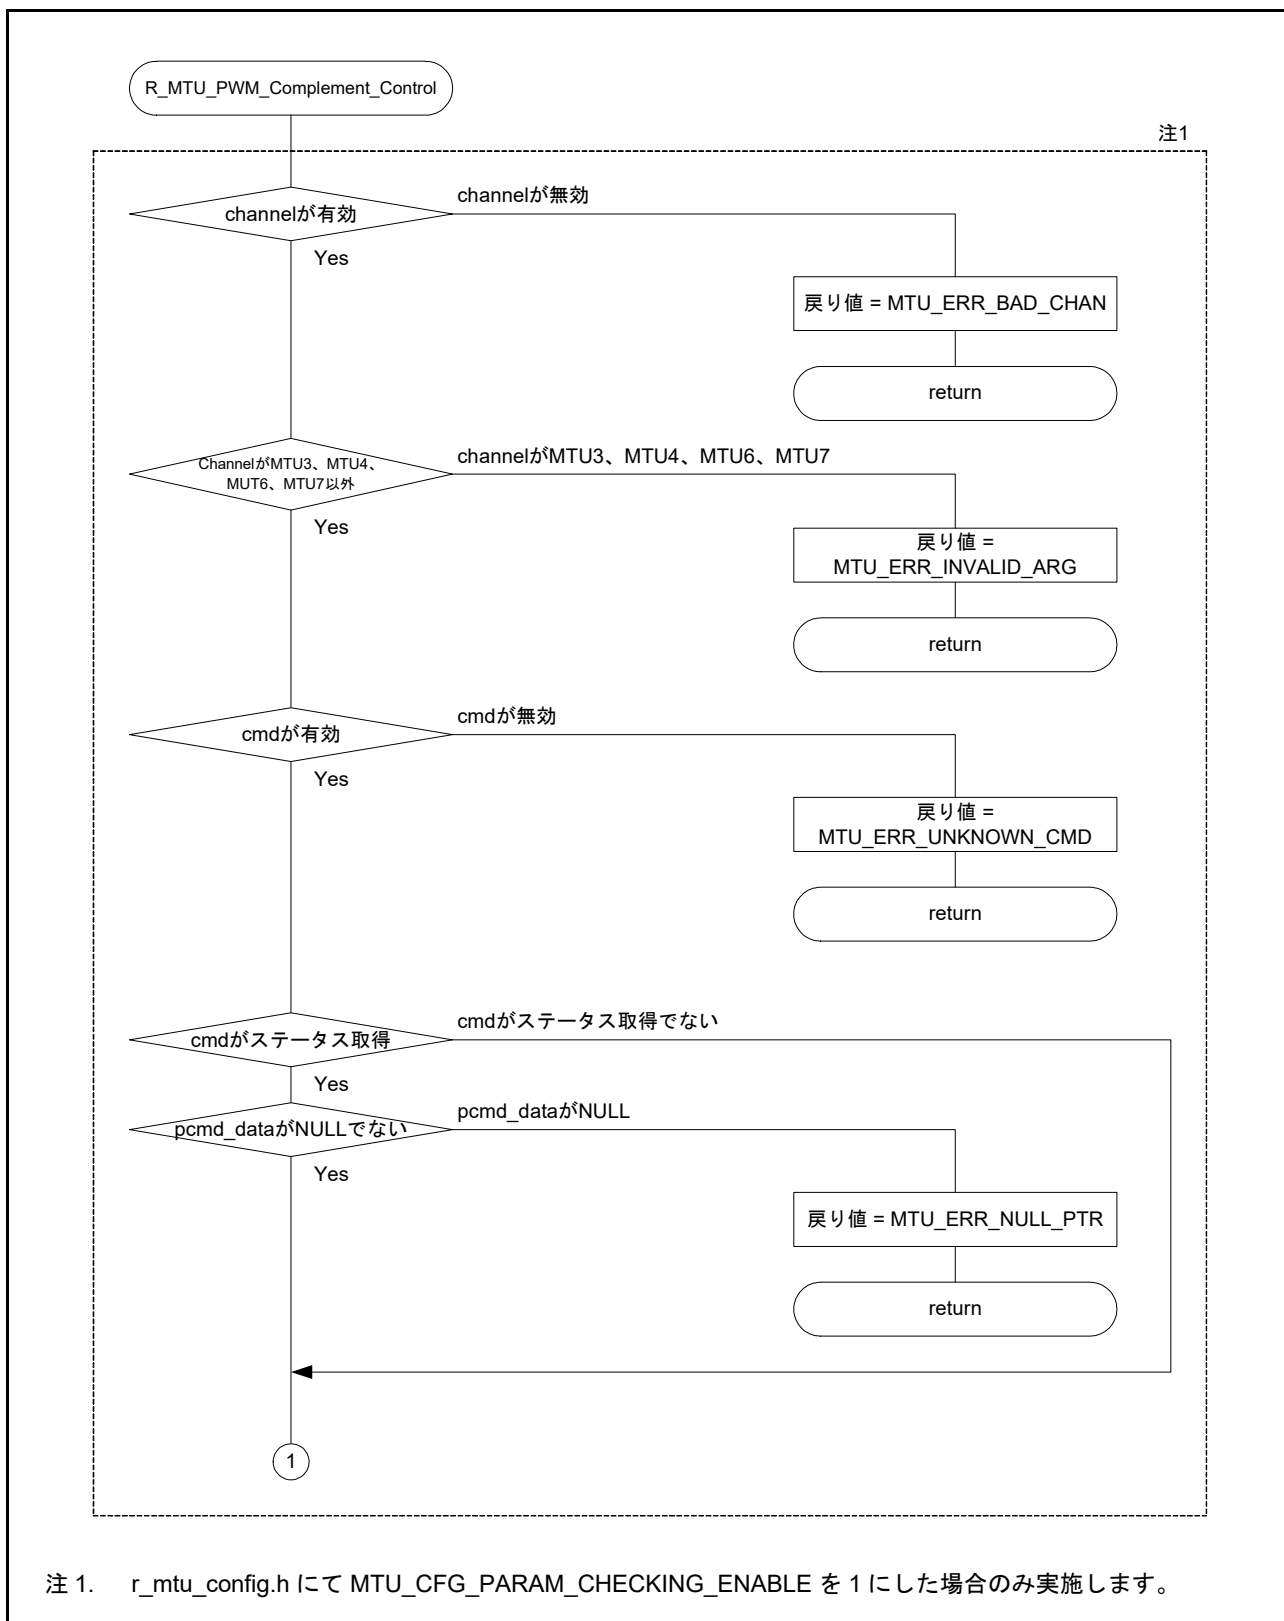 R_MTU_PWM_Complement_Control
注1
channelが有効
channelが無効
Yes
戻り値 = MTU_ERR_BAD_CHAN
return
ChannelがMTU3、MTU4、
MUT6、MTU7以外
channelがMTU3、MTU4、MTU6、MTU7
Yes
戻り値 =
MTU_ERR_INVALID_ARG
return
cmdが有効
cmdが無効
Yes
戻り値 =
MTU_ERR_UNKNOWN_CMD
return
cmdがステータス取得
cmdがステータス取得でない
Yes
pcmd_dataがNULLでない
pcmd_dataがNULL
Yes
戻り値 = MTU_ERR_NULL_PTR
return
1
注 1. r_mtu_config.h にて MTU_CFG_PARAM_CHECKING_ENABLE を 1 にした場合のみ実施します。